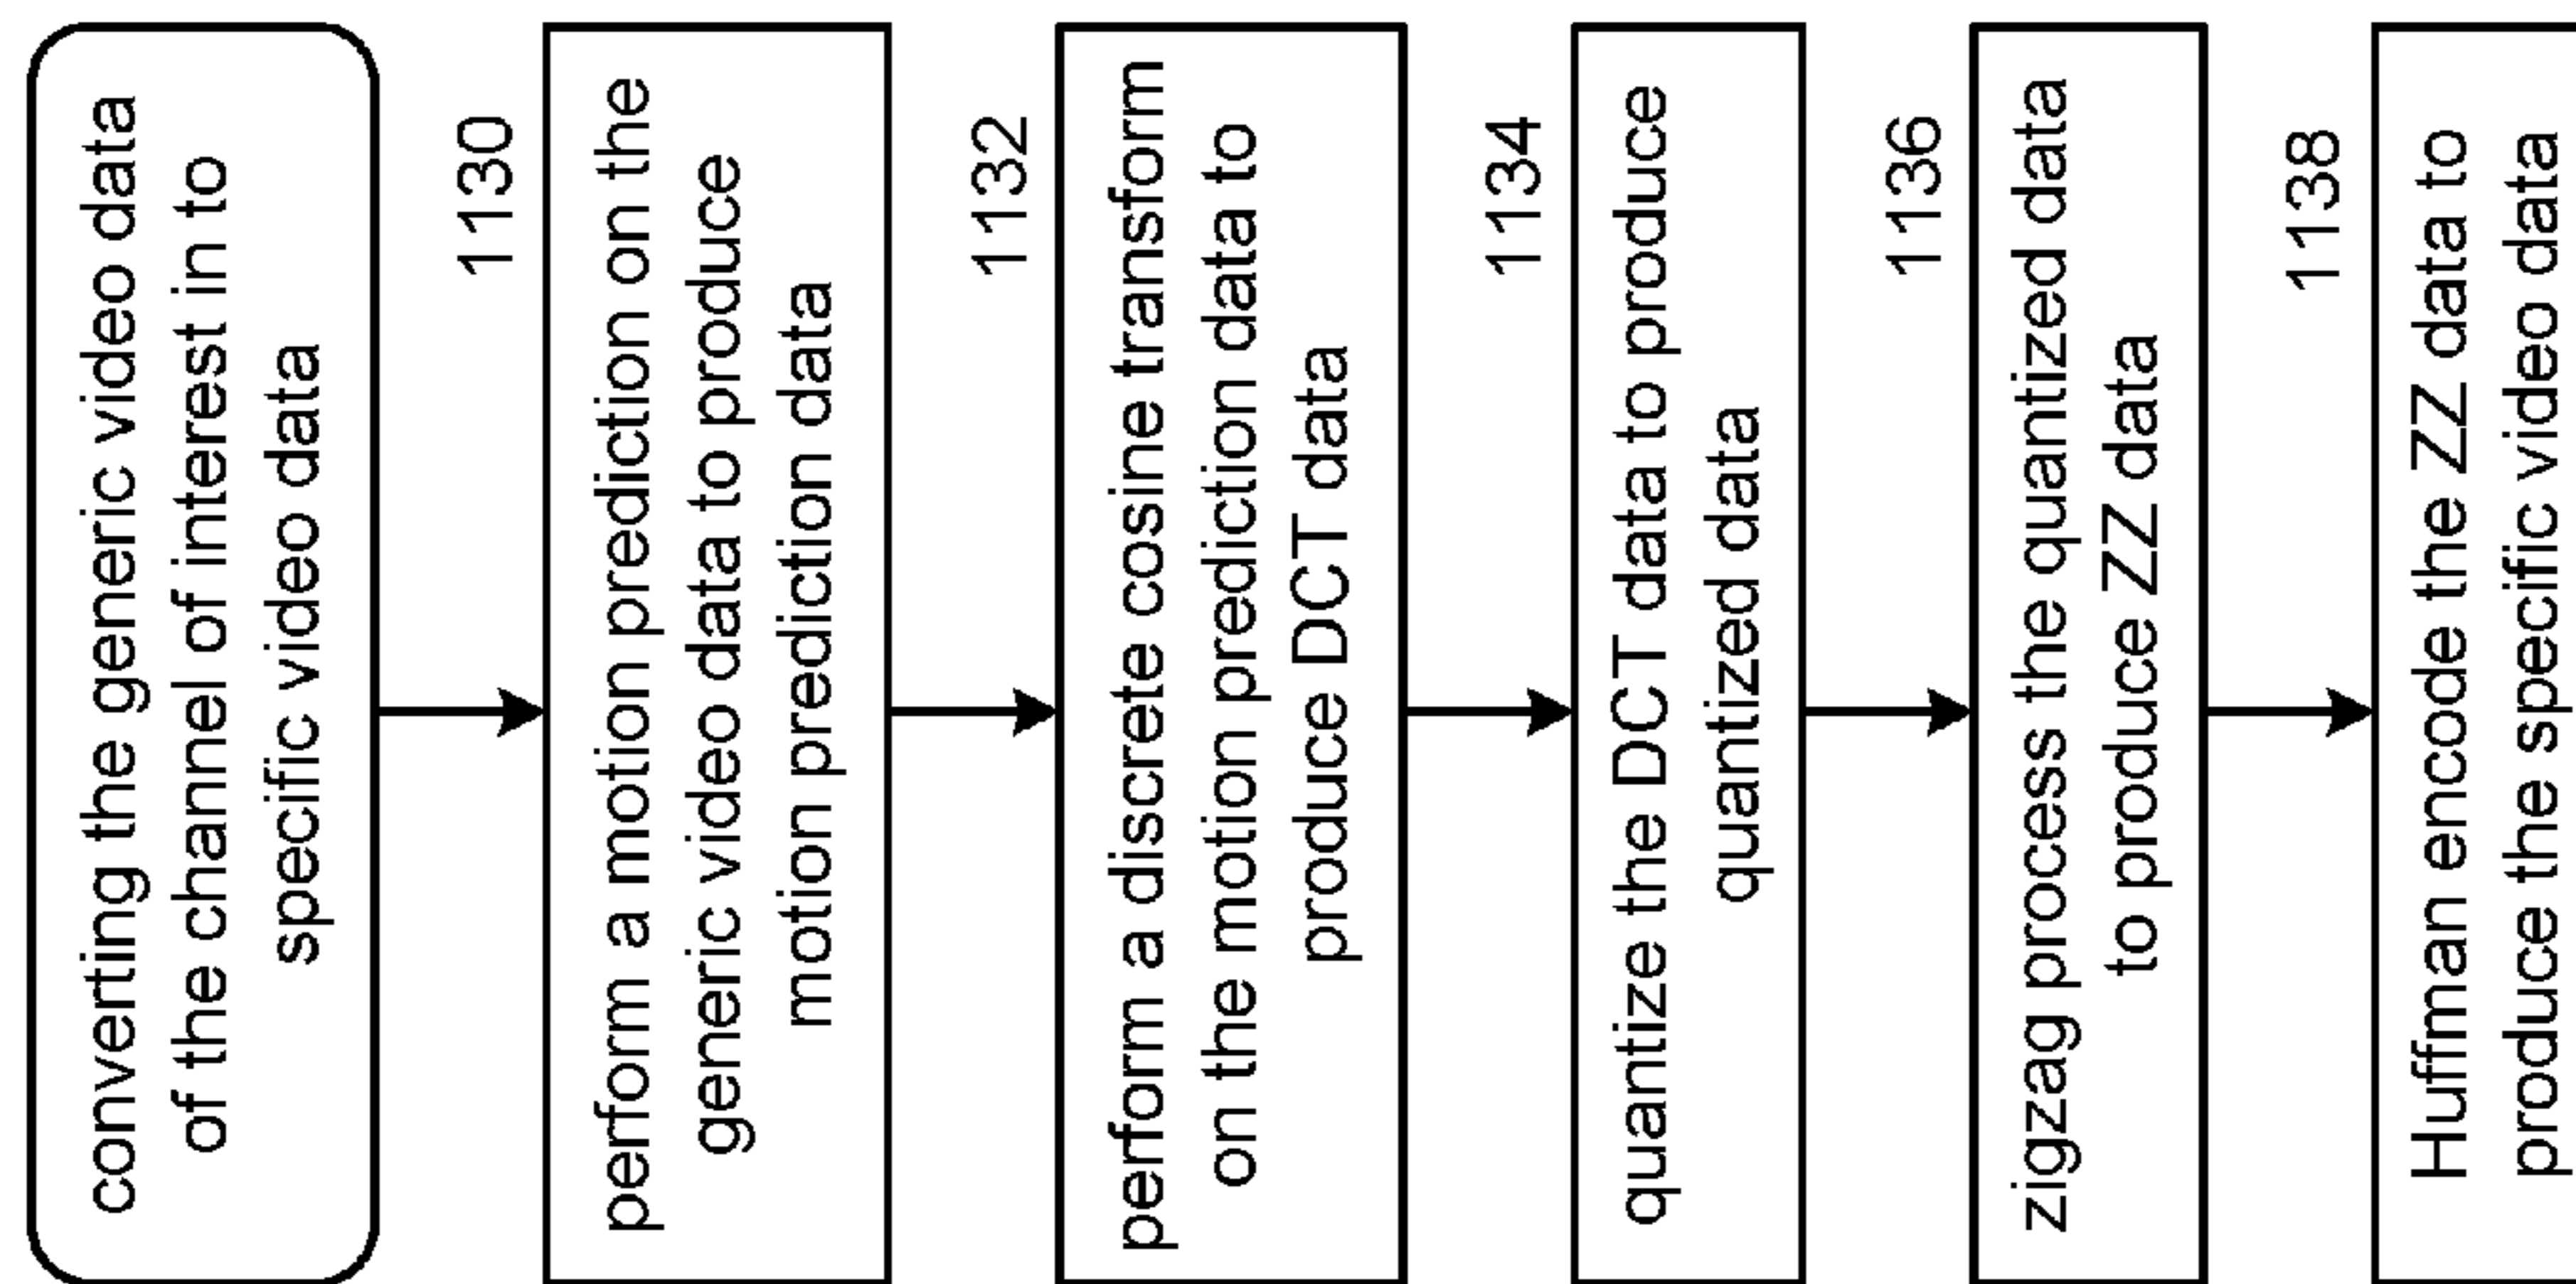 converting the generic video data
of the channel of interest in to
specific video data
1130
perform a motion prediction on the
generic video data to produce
motion prediction data
1132
perform a discrete cosine transform
on the motion prediction data to
produce DCT data
1134
quantize the DCT data to produce
quantized data
1136
zigzag process the quantized data
to produce ZZ data
1138
Huffman encode the ZZ data to
produce the specific video data